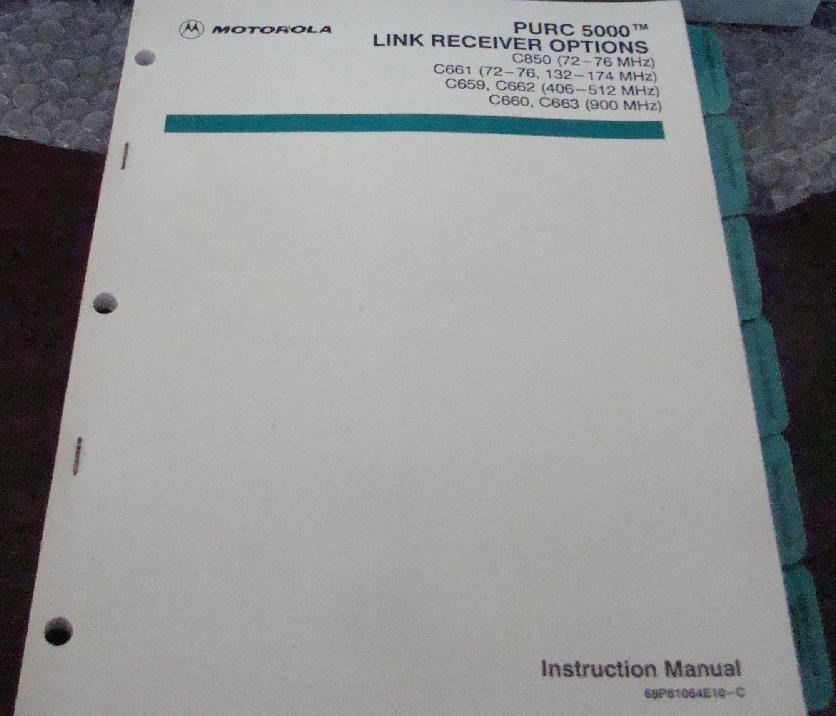 MOTOROLA
PURC 5000™
LINK RECEIVER OPTIONS
C850 (72-76 MHz)
C661 (72-76, 132-174 MHz)
C659, C662 (406-512 MHz)
C660, C663 (900 MHz)
Instruction Manual
68P81064E10-C